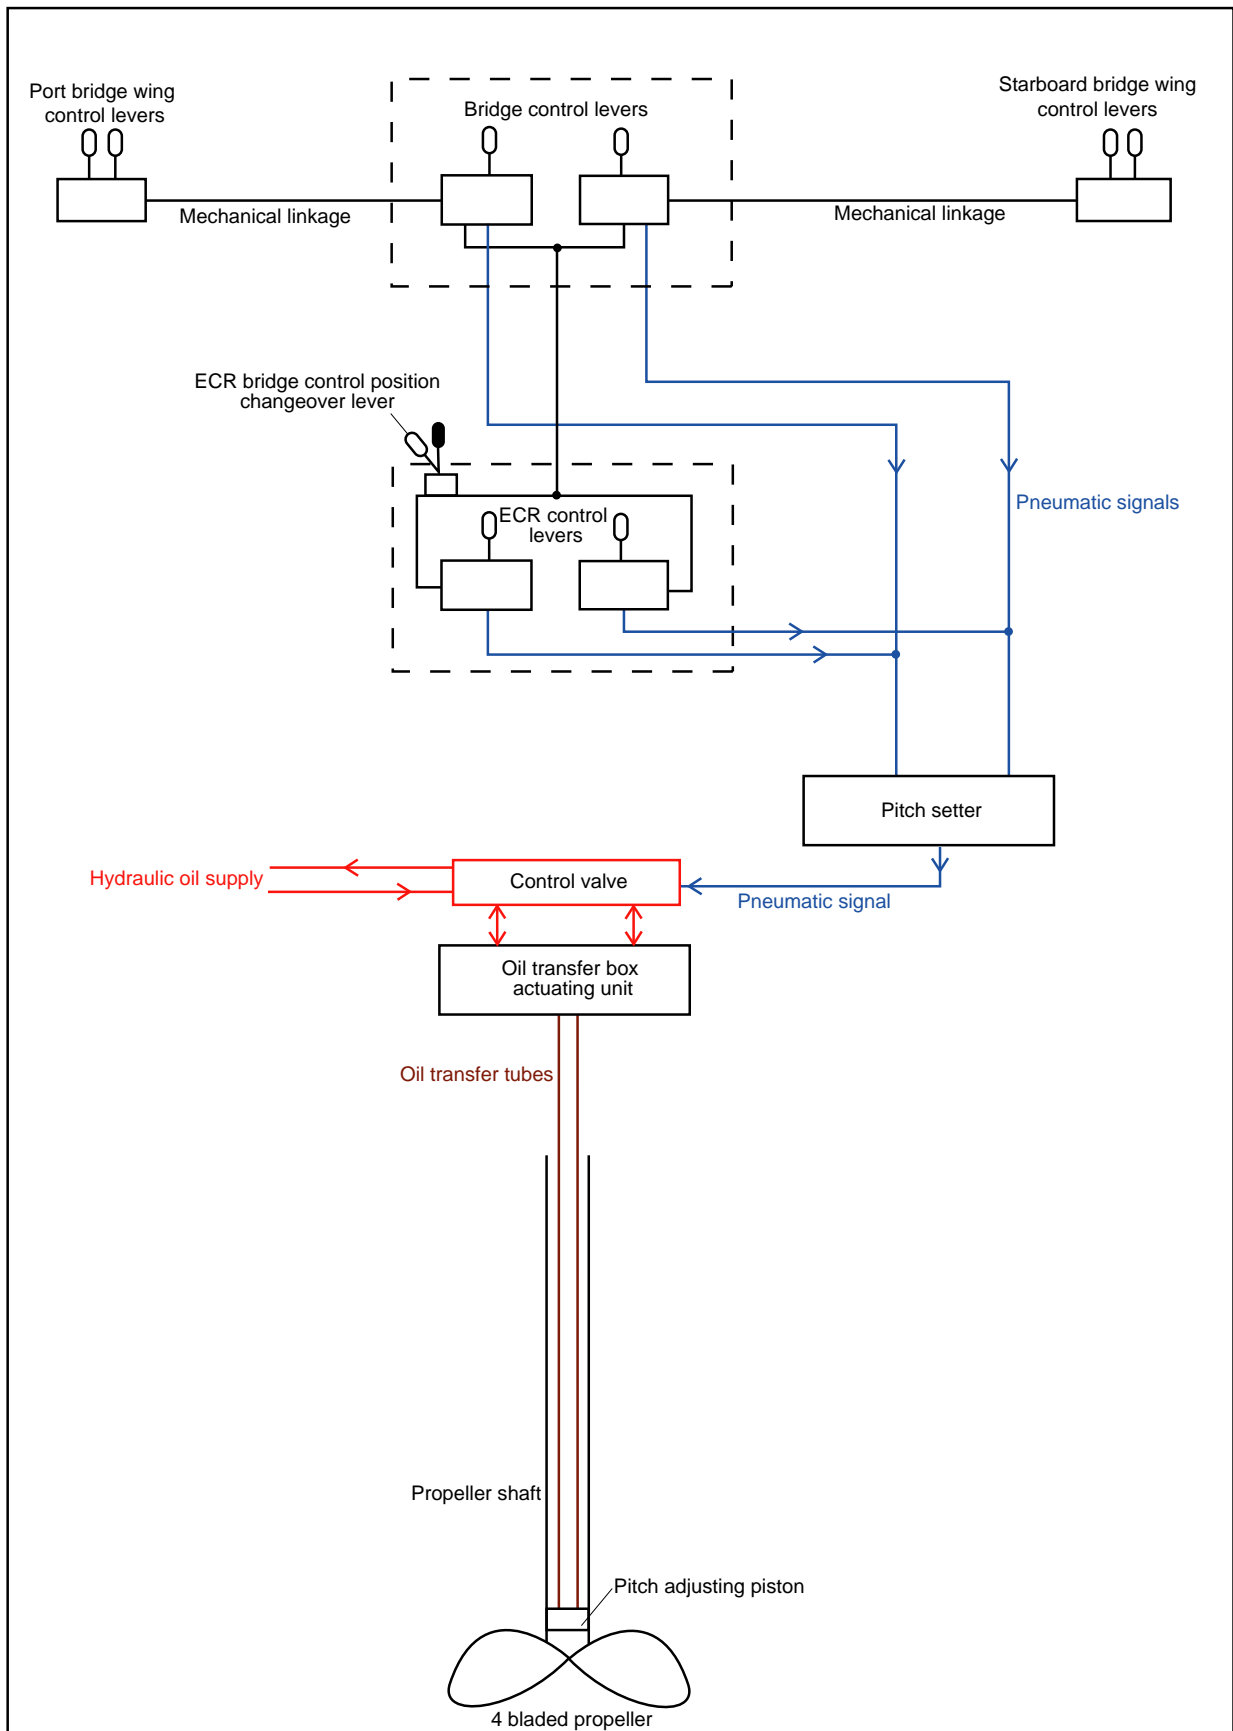 Port bridge wing
control levers
Bridge control levers
Starboard bridge wing
control levers
Mechanical linkage
Mechanical linkage
ECR bridge control position
changeover lever
ECR control
levers
Pneumatic signals
Pitch setter
Hydraulic oil supply
Control valve
Pneumatic signal
Oil transfer box
actuating unit
Oil transfer tubes
Propeller shaft
Pitch adjusting piston
4 bladed propeller